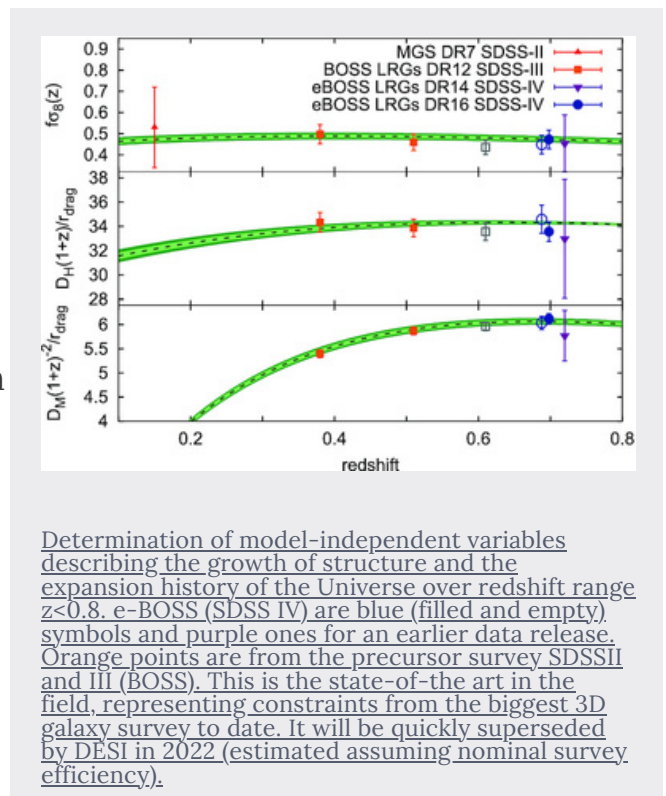 MGS DR7 SDSS-II
BOSS LRGs DR12 SDSS-III
eBOSS LRGs DR14 SDSS-IV
eBOSS LRGs DR16 SDSS-IV
fσ8(z)
0.9
0.8
0.7
0.6
0.5
0.4
DH(1+z)/rdrag
38
36
34
32
30
28
DM(1+z)^-2/rdrag
6
5.5
5
4.5
4
0.2 0.4 0.6 0.8
redshift
Determination of model-independent variables
describing the growth of structure and the
expansion history of the Universe over redshift range
z<0.8. e-BOSS (SDSS IV) are blue (filled and empty)
symbols and purple ones for an earlier data release.
Orange points are from the precursor survey SDSSII
and III (BOSS). This is the state-of-the art in the
field, representing constraints from the biggest 3D
galaxy survey to date. It will be quickly superseded
by DESI in 2022 (estimated assuming nominal survey
efficiency).